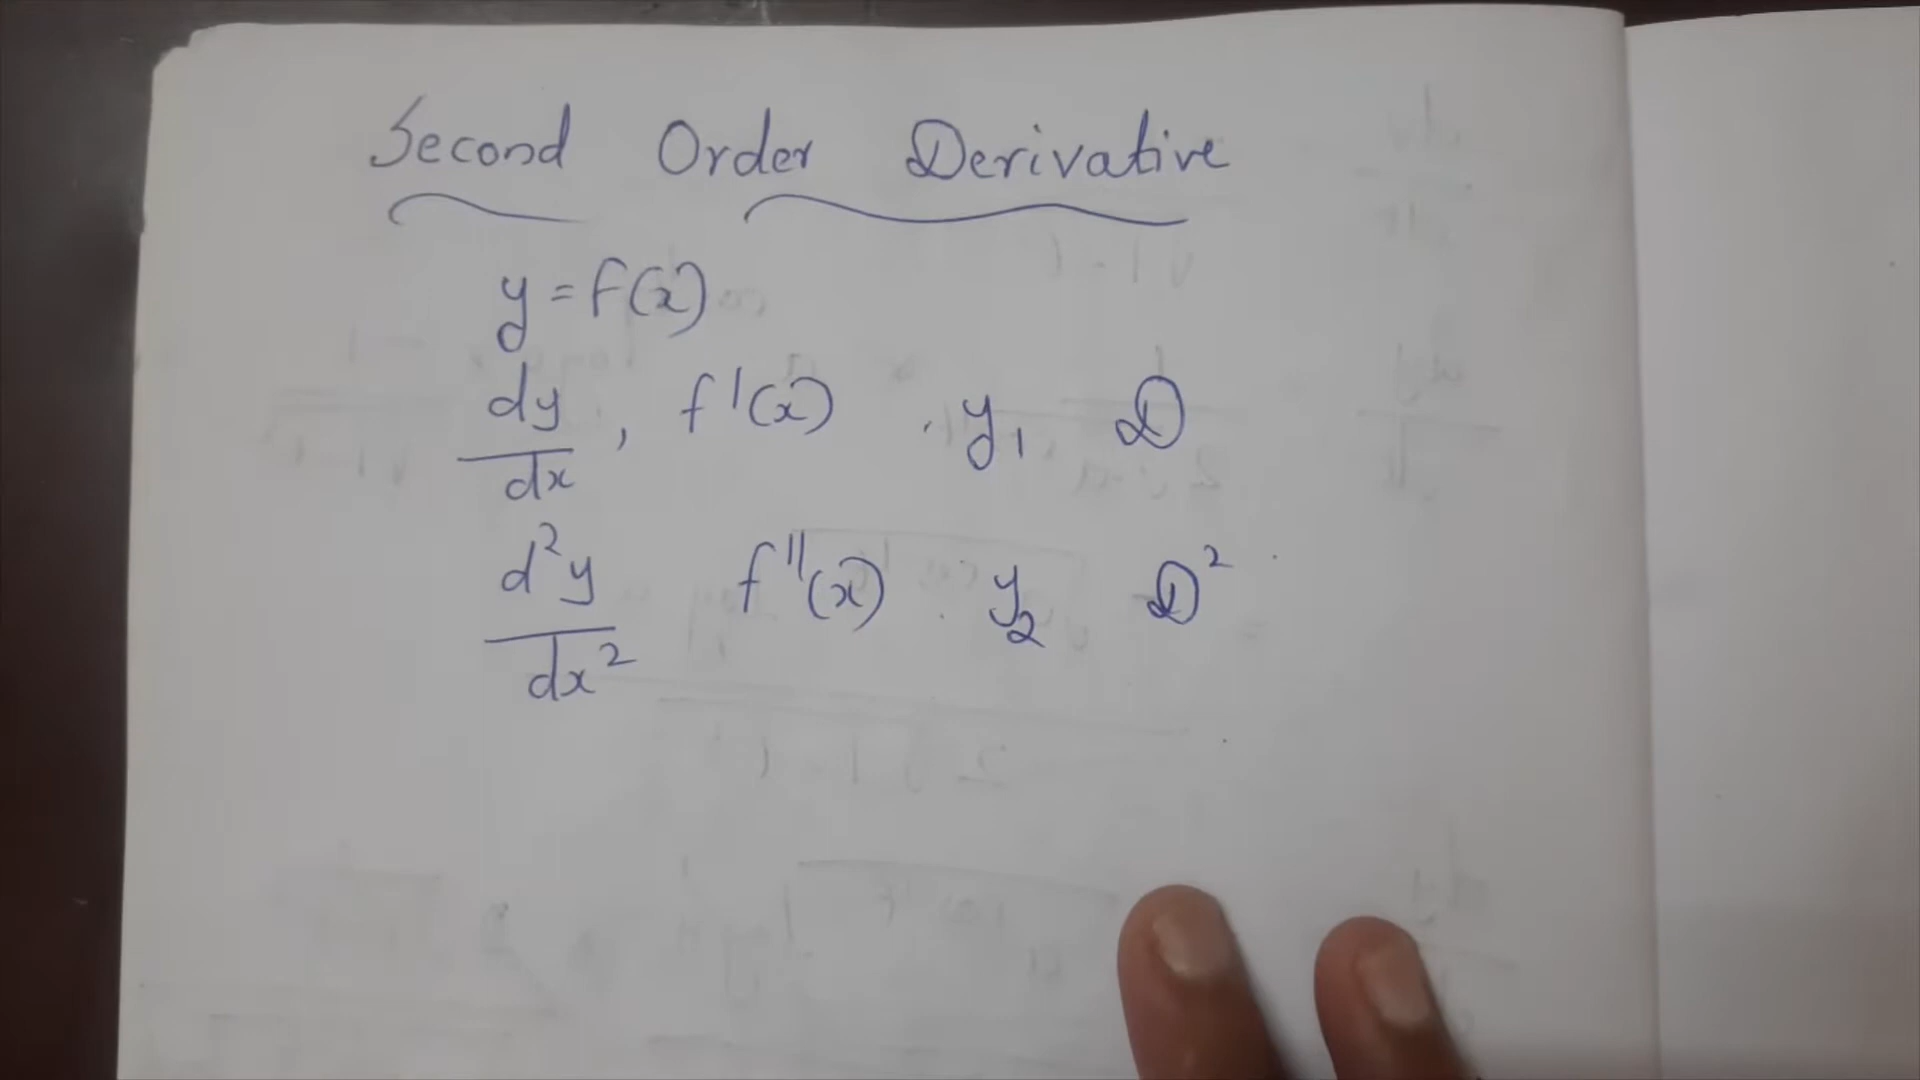 Second Order Derivative
y = f(x)
dy/dx, f'(x) y₁ D
d²y/dx² f''(x) y₂ D²